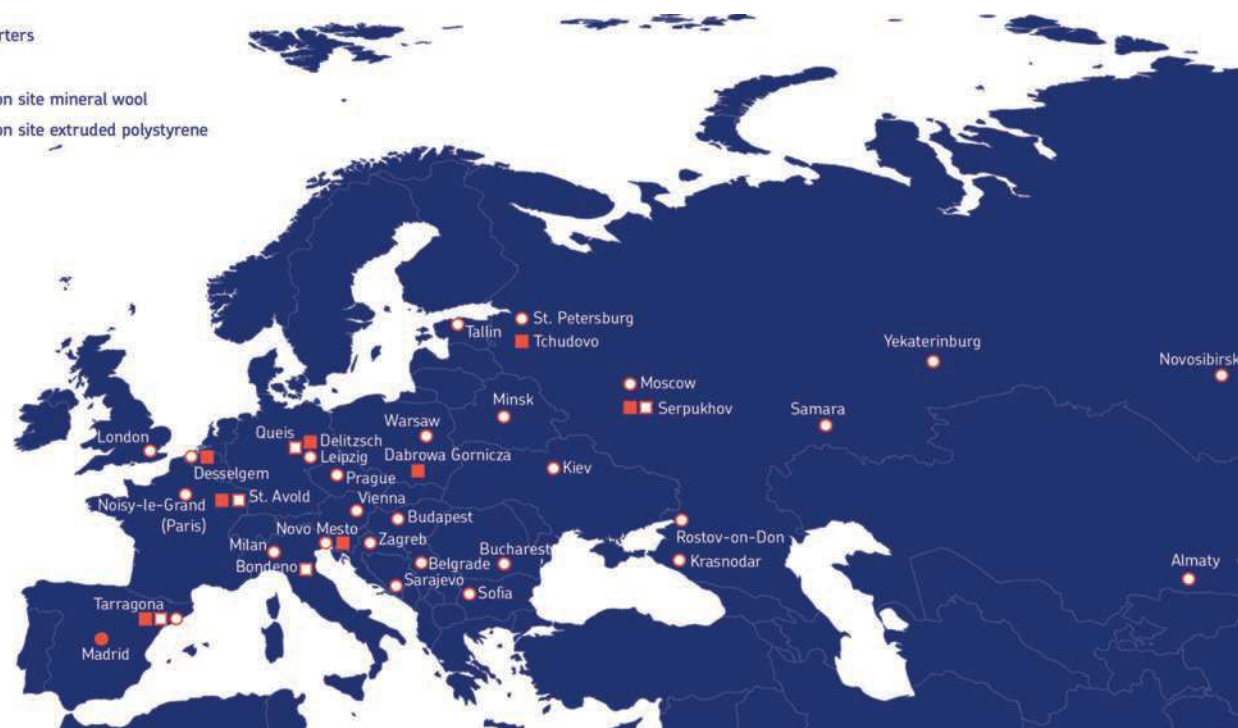 rters
on site mineral wool
on site extruded polystyrene
St. Petersburg
Tallin
Tchudovo
Yekaterinburg
Novosibirsk
Moscow
Minsk
Serpukhov
Samara
Warsaw
London
Queis
Delitzsch
Leipzig
Dabrowa Gornicza
Kiev
Desselgem
Prague
St. Avold
Vienna
Noisy-le-Grand
(Paris)
Budapest
Novo Mesto
Rostov-on-Don
Milan
Zagreb
Bucharest
Bondeno
Belgrade
Krasnodar
Almaty
Sarajevo
Sofia
Tarragona
Madrid